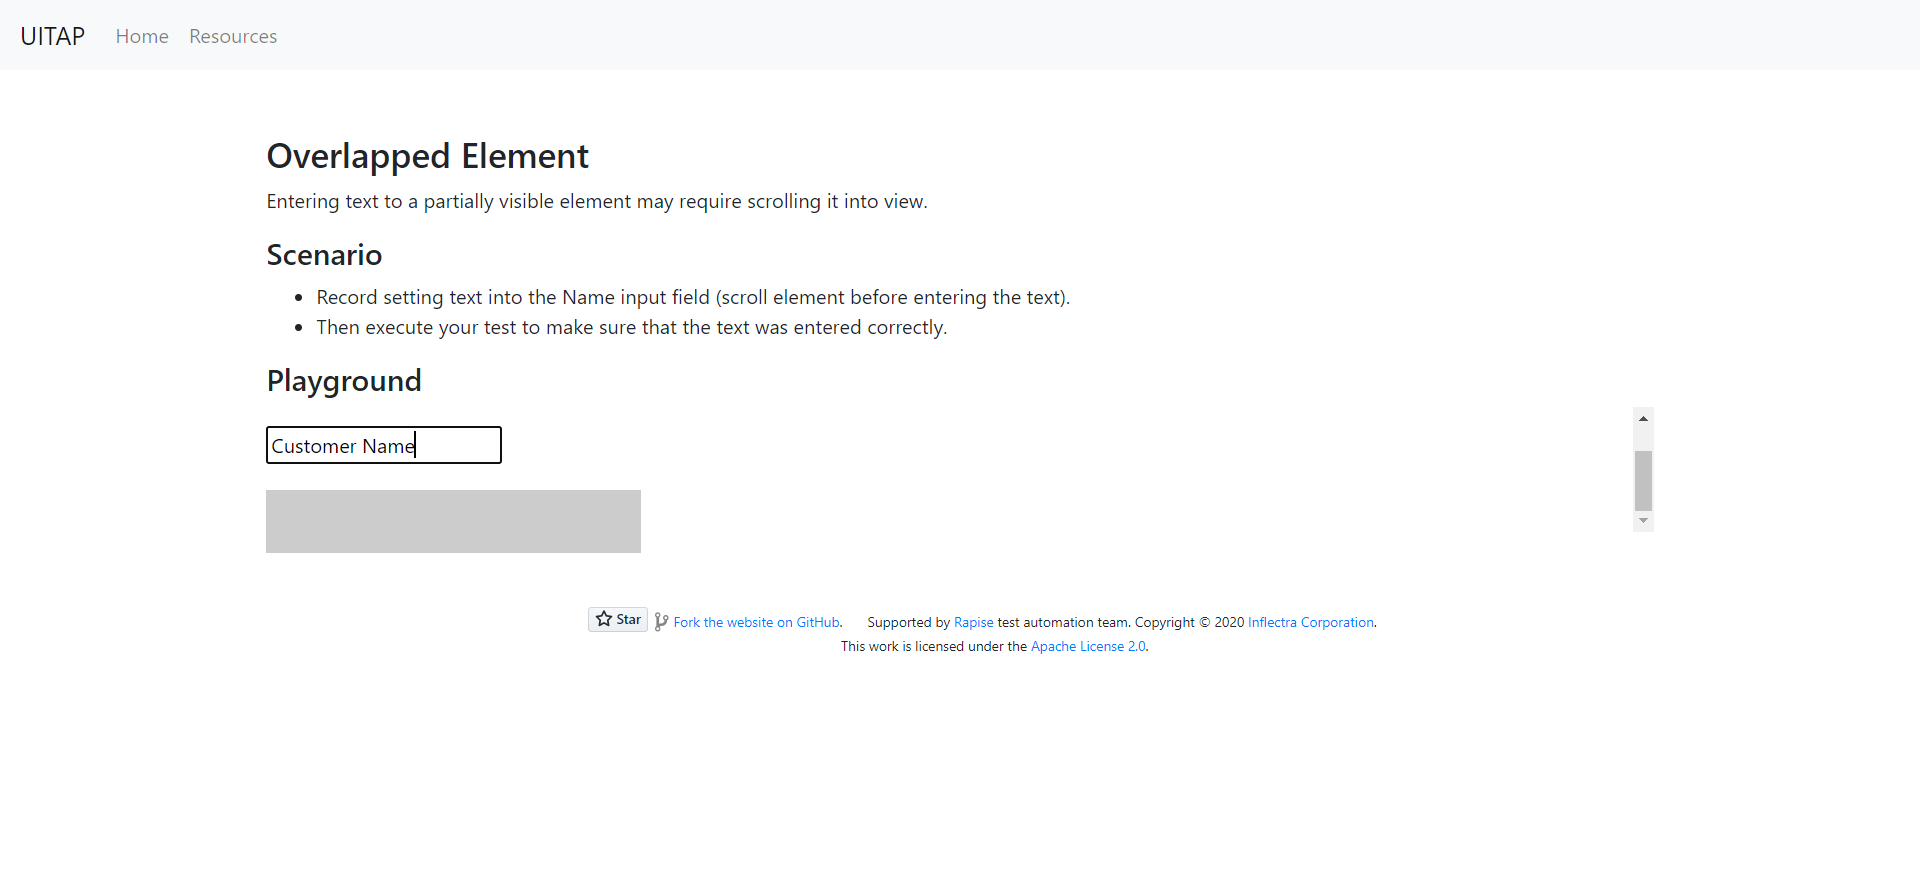 UITAP Home Resources
Overlapped Element
Entering text to a partially visible element may require scrolling it into view.
Scenario
• Record setting text into the Name input field (scroll element before entering the text).
• Then execute your test to make sure that the text was entered correctly.
Playground
Customer Name
Star Fork the website on GitHub. Supported by Rapise test automation team. Copyright © 2020 Inflectra Corporation.
This work is licensed under the Apache License 2.0.